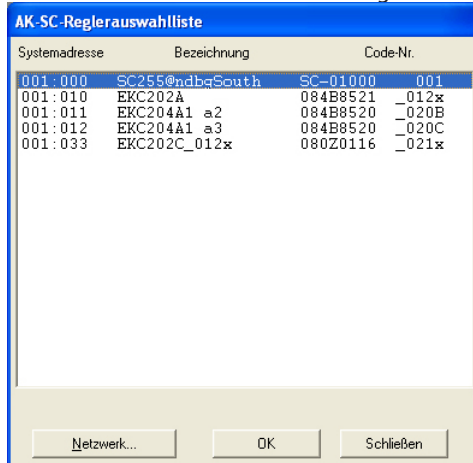 AK-SC-Reglerauswahlliste
Systemadresse Bezeichnung Code-Nr.
001:000 SC255@ndbgSouth SC-01000 001
001:010 EKC202A 084B8521 _012x
001:011 EKC204A1 a2 084B8520 _020B
001:012 EKC204A1 a3 084B8520 _020C
001:033 EKC202C_012x 080Z0116 _021x
Netzwerk... OK Schließen